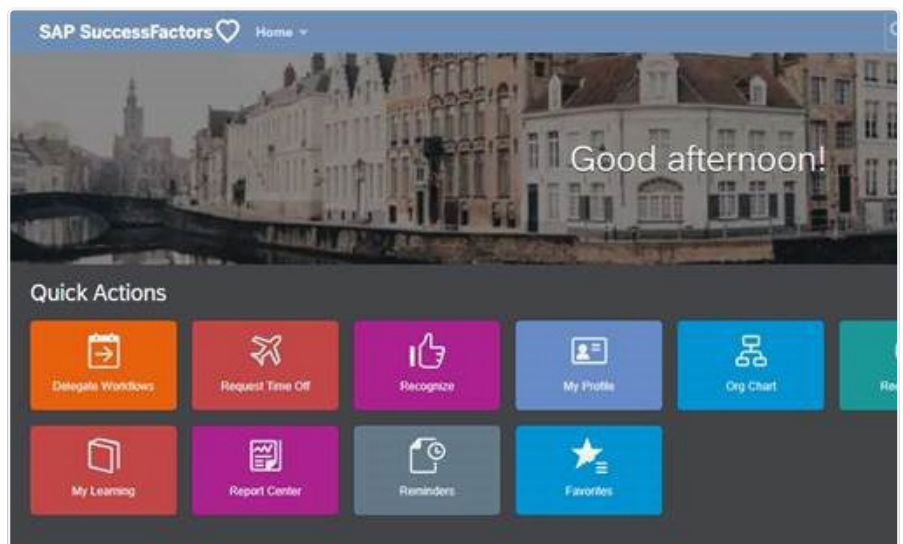 SAP SuccessFactors Home
Good afternoon!
Quick Actions
Delegate Workflows
Request Time Off
Recognize
My Profile
Org Chart
My Learning
Report Center
Reminders
Favorites